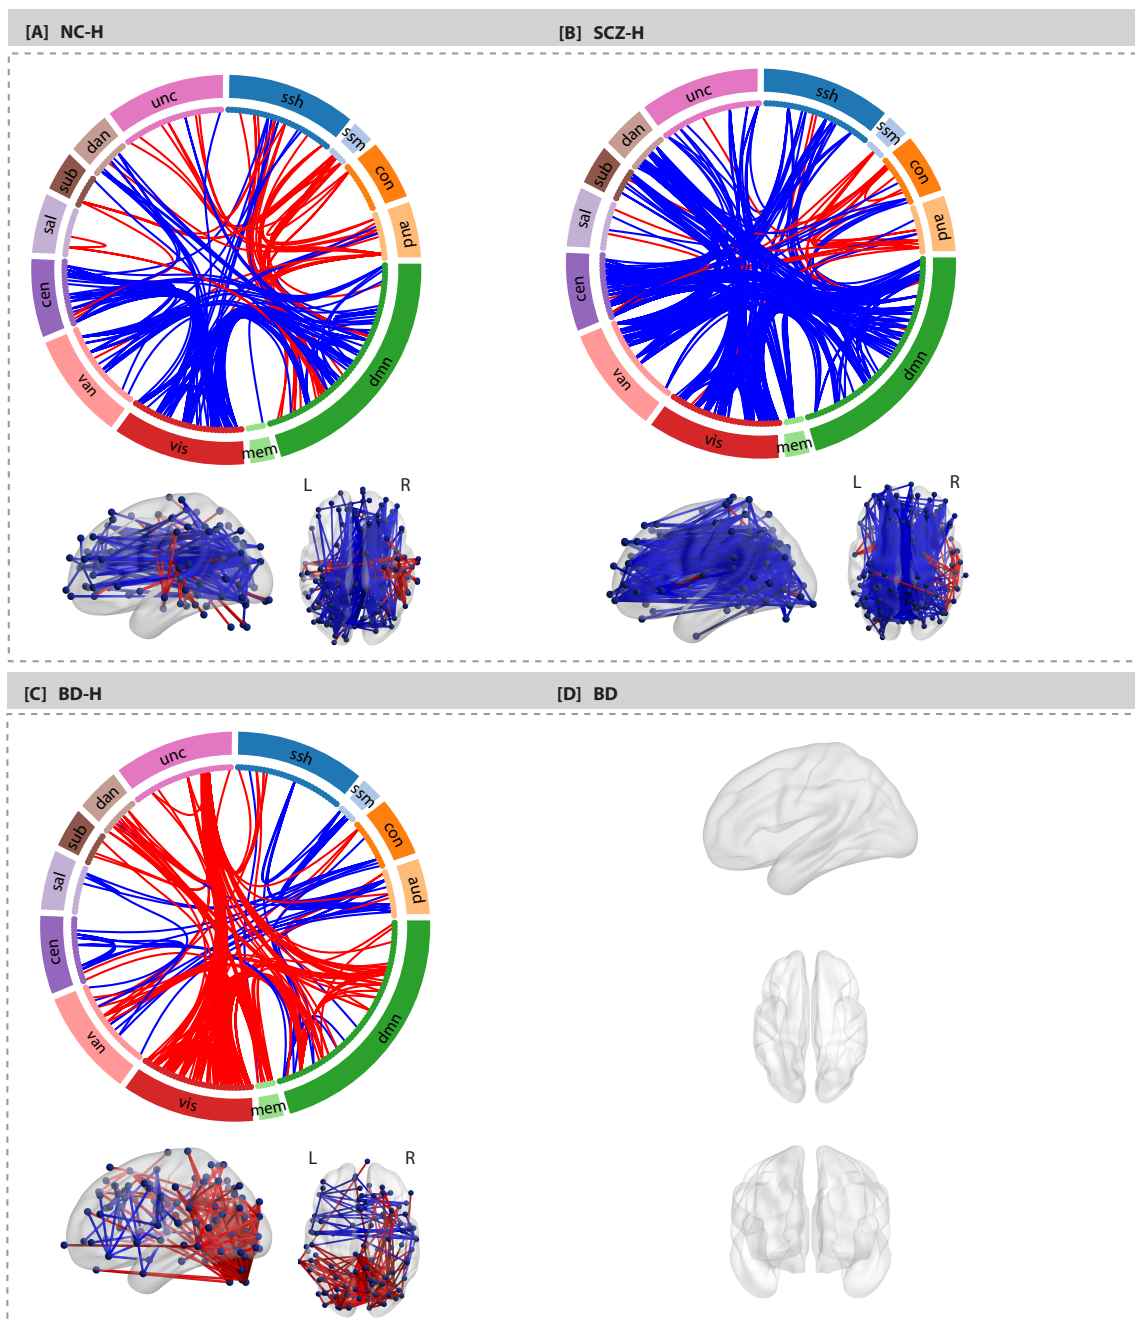 [A] NC-H
[B] SCZ-H
unc
ssh
ssm
con
aud
dmn
mem
vis
van
cen
sal
sub
dan
L R
unc
ssh
ssm
con
aud
dmn
mem
vis
van
cen
sal
sub
dan
L R
[C] BD-H
[D] BD
unc
ssh
ssm
con
aud
dmn
mem
vis
van
cen
sal
sub
dan
L R